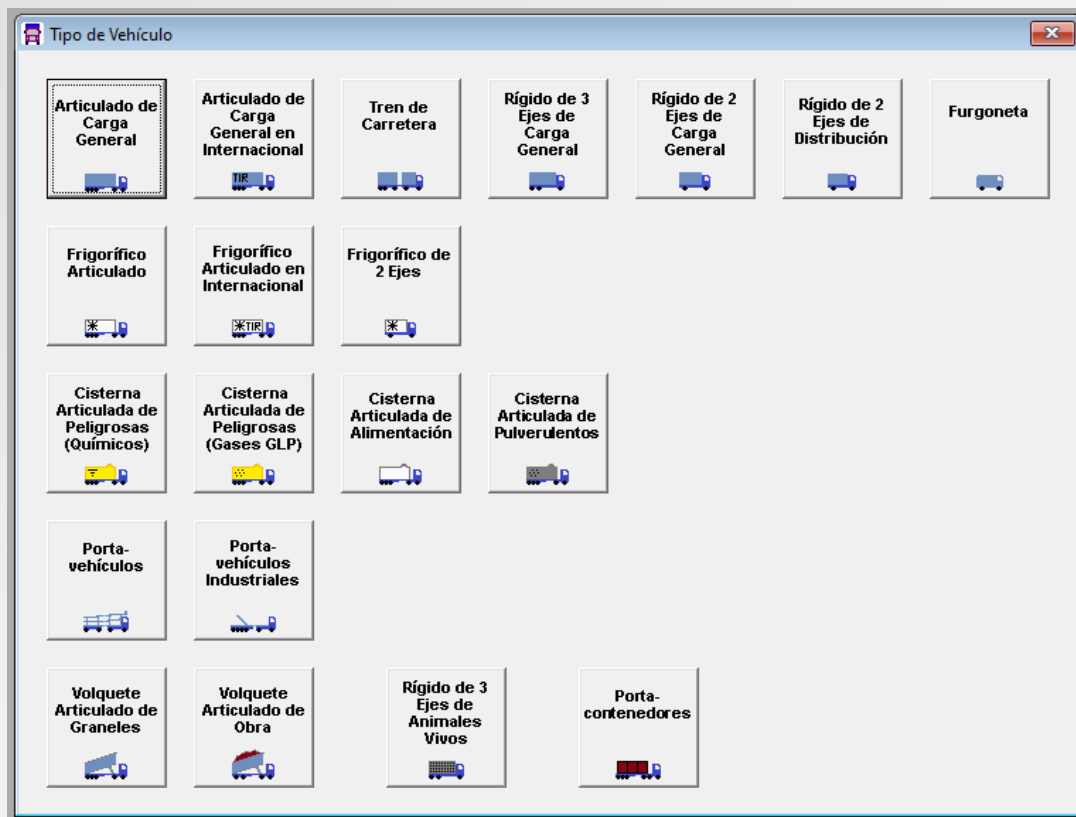 Tipo de Vehículo
Articulado de
Carga
General
Articulado de
Carga
General en
Internacional
TIR
Tren de
Carretera
Rígido de 3
Ejes de
Carga
General
Rígido de 2
Ejes de
Carga
General
Rígido de 2
Ejes de
Distribución
Furgoneta
Frigorífico
Articulado
Frigorífico
Articulado en
Internacional
TIR
Frigorífico de
2 Ejes
Cisterna
Articulada de
Peligrosas
(Químicos)
Cisterna
Articulada de
Peligrosas
(Gases GLP)
Cisterna
Articulada de
Alimentación
Cisterna
Articulada de
Pulverulentos
Porta-
vehículos
Porta-
vehículos
Industriales
Volquete
Articulado de
Graneles
Volquete
Articulado de
Obra
Rígido de 3
Ejes de
Animales
Vivos
Porta-
contenedores